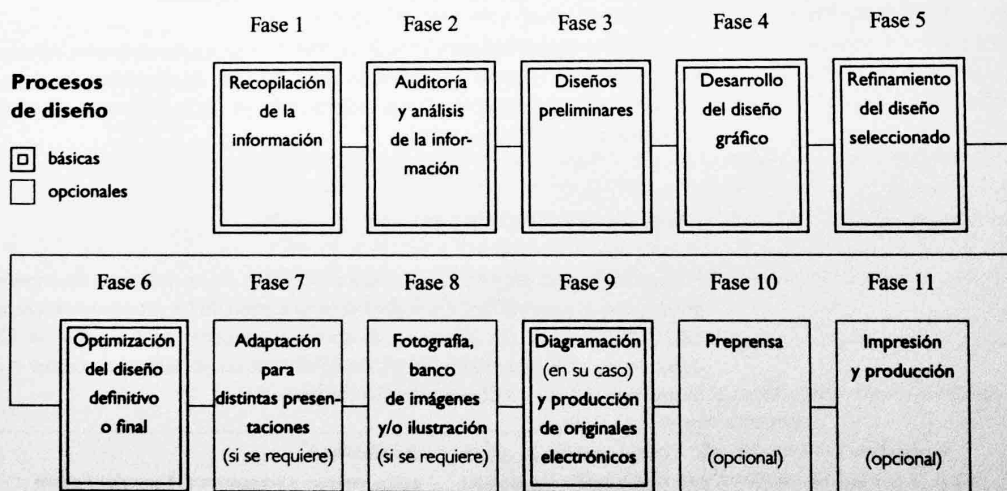 Fase 1
Fase 2
Fase 3
Fase 4
Fase 5
Procesos
de diseño
básicas
opcionales
Recopilación
de la
información
Auditoría
y análisis
de la infor-
mación
Diseños
preliminares
Desarrollo
del diseño
gráfico
Refinamiento
del diseño
seleccionado
Fase 6
Fase 7
Fase 8
Fase 9
Fase 10
Fase 11
Optimización
del diseño
definitivo
o final
Adaptación
para
distintas presen-
taciones
(si se requiere)
Fotografía,
banco
de imágenes
y/o ilustración
(si se requiere)
Diagramación
(en su caso)
y producción
de originales
electrónicos
Preprensa
(opcional)
Impresión
y producción
(opcional)